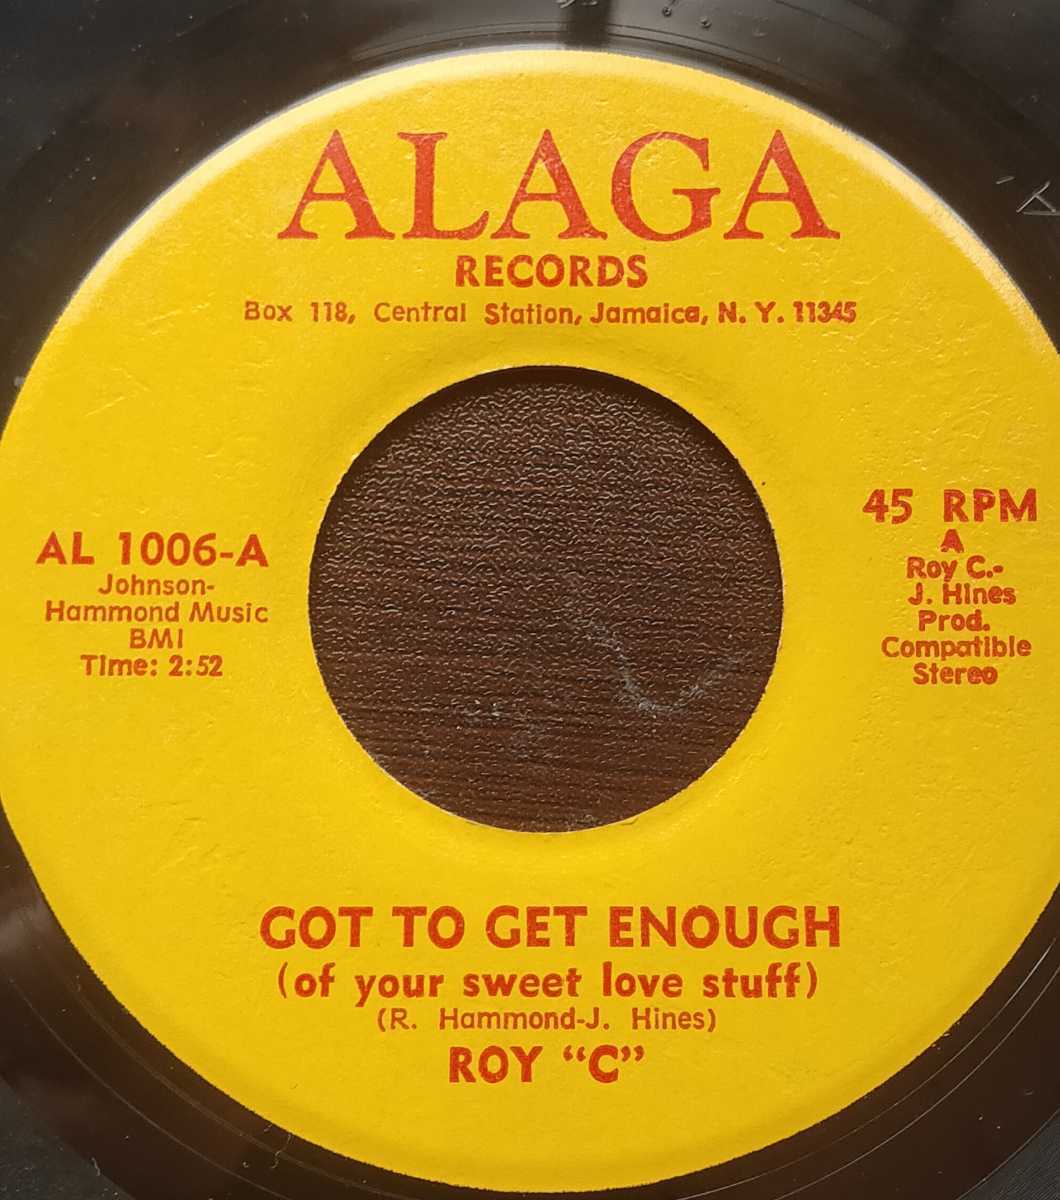 ALAGA
RECORDS
Box 118, Central Station, Jamaica, N. Y. 11345
AL 1006-A
Johnson-
Hammond Music
BMI
Time: 2:52
45 RPM
A
Roy C.-
J. Hines
Prod.
Compatible
Stereo
GOT TO GET ENOUGH
(of your sweet love stuff)
(R. Hammond-J. Hines)
ROY “C”